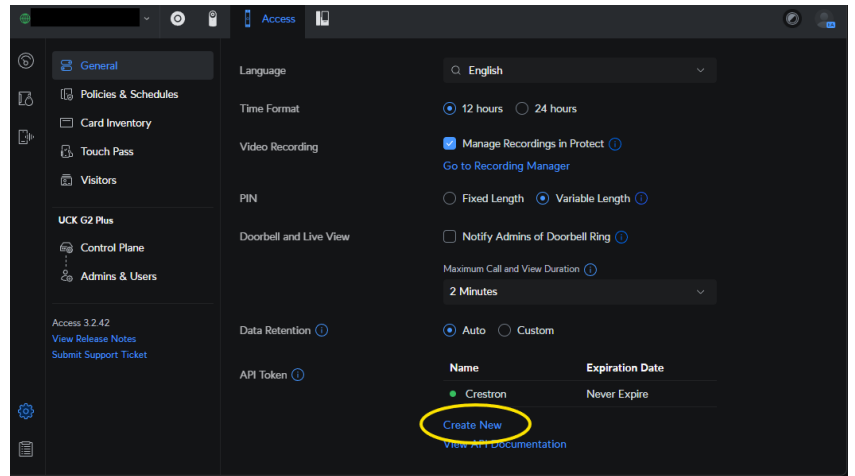 Access
General
Policies & Schedules
Card Inventory
Touch Pass
Visitors
UCK G2 Plus
Control Plane
Admins & Users
Access 3.2.42
View Release Notes
Submit Support Ticket
Language
English
Time Format
12 hours 24 hours
Video Recording
Manage Recordings in Protect
Go to Recording Manager
PIN
Fixed Length Variable Length
Doorbell and Live View
Notify Admins of Doorbell Ring
Maximum Call and View Duration
2 Minutes
Data Retention
Auto Custom
API Token
Name Expiration Date
Crestron Never Expire
Create New
View API Documentation